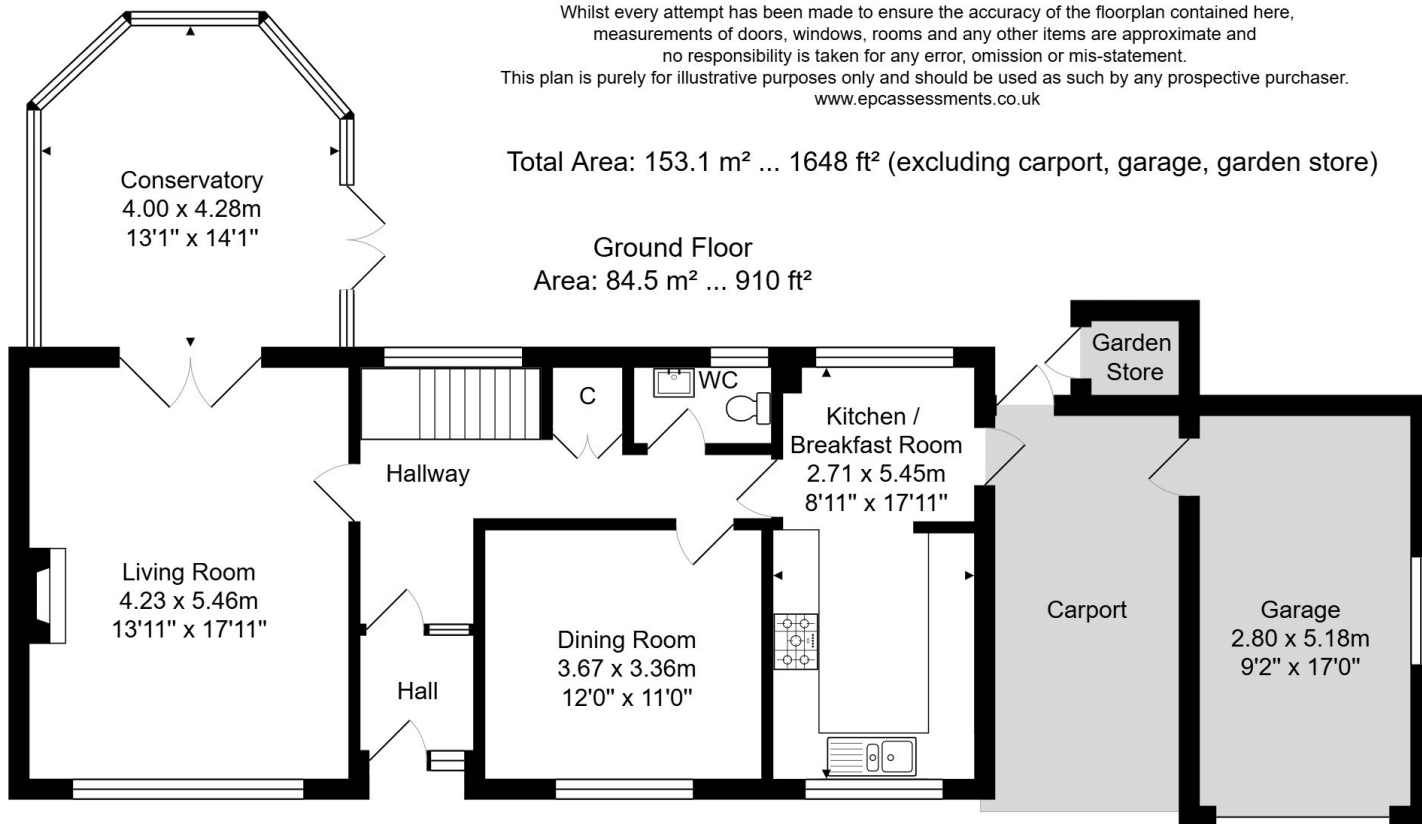 Whilst every attempt has been made to ensure the accuracy of the floorplan contained here,
measurements of doors, windows, rooms and any other items are approximate and
no responsibility is taken for any error, omission or mis-statement.
This plan is purely for illustrative purposes only and should be used as such by any prospective purchaser.
www.epcassessments.co.uk
Total Area: 153.1 m² ... 1648 ft² (excluding carport, garage, garden store)
Conservatory
4.00 x 4.28m
13'1" x 14'1"
Ground Floor
Area: 84.5 m² ... 910 ft²
Garden
Store
WC
C
Kitchen /
Breakfast Room
2.71 x 5.45m
8'11" x 17'11"
Hallway
Living Room
4.23 x 5.46m
13'11" x 17'11"
Dining Room
3.67 x 3.36m
12'0" x 11'0"
Hall
Carport
Garage
2.80 x 5.18m
9'2" x 17'0"